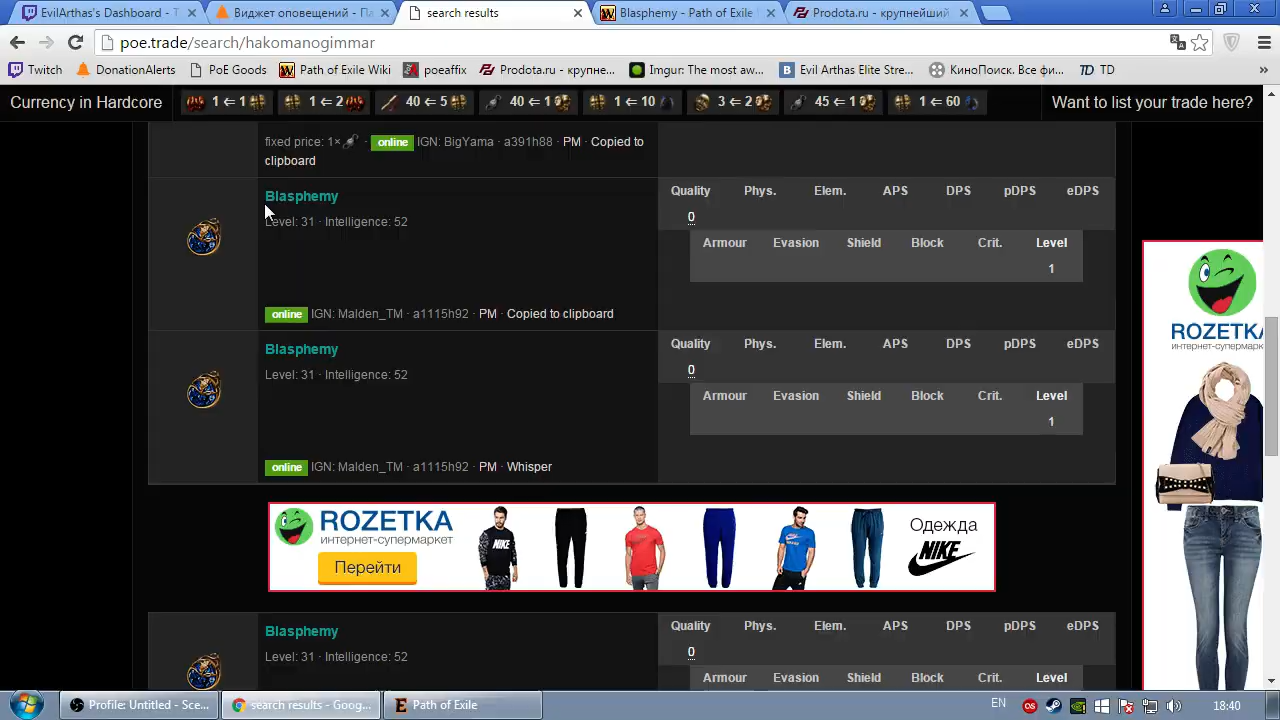 EvilArthas's Dashboard - T
Виджет оповещений - Па
search results
Blasphemy - Path of Exile
Prodota.ru - крупнейший
poe.trade/search/hakomanogimmar
Twitch
DonationAlerts
PoE Goods
Path of Exile Wiki
poeaffix
Prodota.ru - крупне...
Imgur: The most aw...
Evil Arthas Elite Stre...
КиноПоиск. Все фи...
TD
»
Currency in Hardcore
1 ⇐ 1
1 ⇐ 2
40 ⇐ 5
40 ⇐ 1
1 ⇐ 10
3 ⇐ 2
45 ⇐ 1
1 ⇐ 60
Want to list your trade here?
fixed price: 1× · online IGN: BigYama · a391h88 · PM · Copied to
clipboard
Blasphemy
Level: 31 · Intelligence: 52
online IGN: Malden_TM · a1115h92 · PM · Copied to clipboard
Quality Phys. Elem. APS DPS pDPS eDPS
0
Armour Evasion Shield Block Crit. Level
1
Blasphemy
Level: 31 · Intelligence: 52
online IGN: Malden_TM · a1115h92 · PM · Whisper
Quality Phys. Elem. APS DPS pDPS eDPS
0
Armour Evasion Shield Block Crit. Level
1
ROZETKA
интернет-супермаркет
Перейти
NIKE
NIKE
Одежда
NIKE
ROZETKA
интернет-супермарк
Blasphemy
Level: 31 · Intelligence: 52
Quality Phys. Elem. APS DPS pDPS eDPS
0
Armour Evasion Shield Block Crit. Level
Profile: Untitled - Sce...
search results - Goog...
Path of Exile
EN
18:40